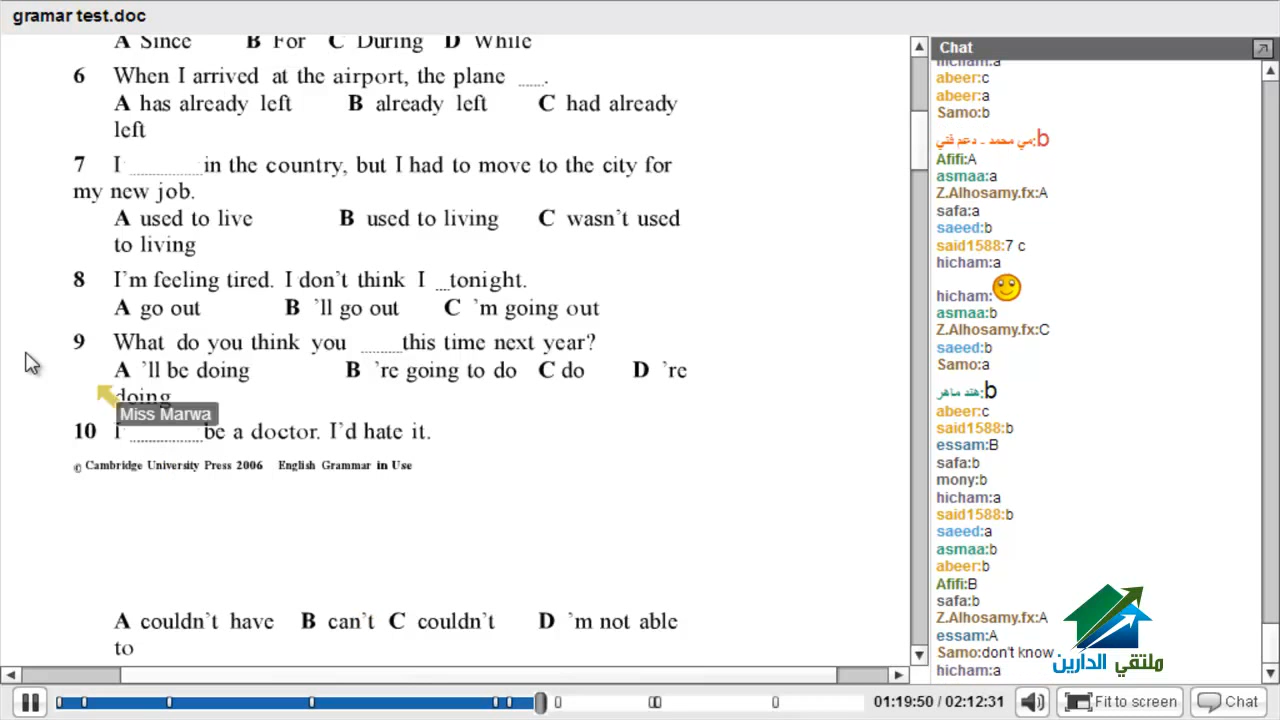 gramar test.doc
A Since B For C During D While
6 When I arrived at the airport, the plane .....
A has already left B already left C had already
left
7 I ............ in the country, but I had to move to the city for
my new job.
A used to live B used to living C wasn't used
to living
8 I'm feeling tired. I don't think I ...tonight.
A go out B 'll go out C 'm going out
9 What do you think you ....... this time next year?
A 'll be doing B 're going to do C do D 're
doing
Miss Marwa
10 I ............be a doctor. I'd hate it.
© Cambridge University Press 2006 English Grammar in Use
A couldn't have B can't C couldn't D 'm not able
to
Chat
hicham:a
abeer:c
abeer:a
Samo:b
مي محمد - دعم فني:b
Afifi:A
asmaa:a
Z.Alhosamy.fx:A
safa:a
saeed:b
said1588:7 c
hicham:a
hicham:
asmaa:b
Z.Alhosamy.fx:C
saeed:b
Samo:a
هند ماهر:b
abeer:c
said1588:b
essam:B
safa:b
mony:b
hicham:a
said1588:b
saeed:a
asmaa:b
abeer:b
Afifi:B
safa:b
Z.Alhosamy.fx:A
essam:A
Samo:don't know
hicham:a
ملتقي الدارين
01:19:50 / 02:12:31
Fit to screen
Chat